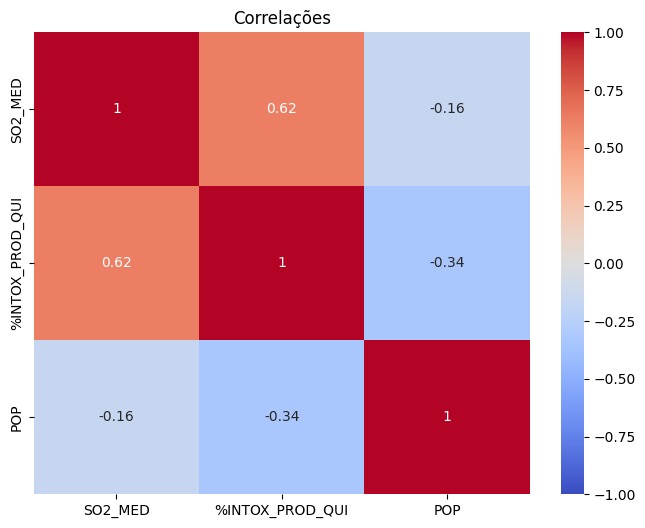 Correlações
SO2_MED
1
0.62
-0.16
%INTOX_PROD_QUI
0.62
1
-0.34
POP
-0.16
-0.34
1
SO2_MED
%INTOX_PROD_QUI
POP
1.00
0.75
0.50
0.25
0.00
−0.25
−0.50
−0.75
−1.00